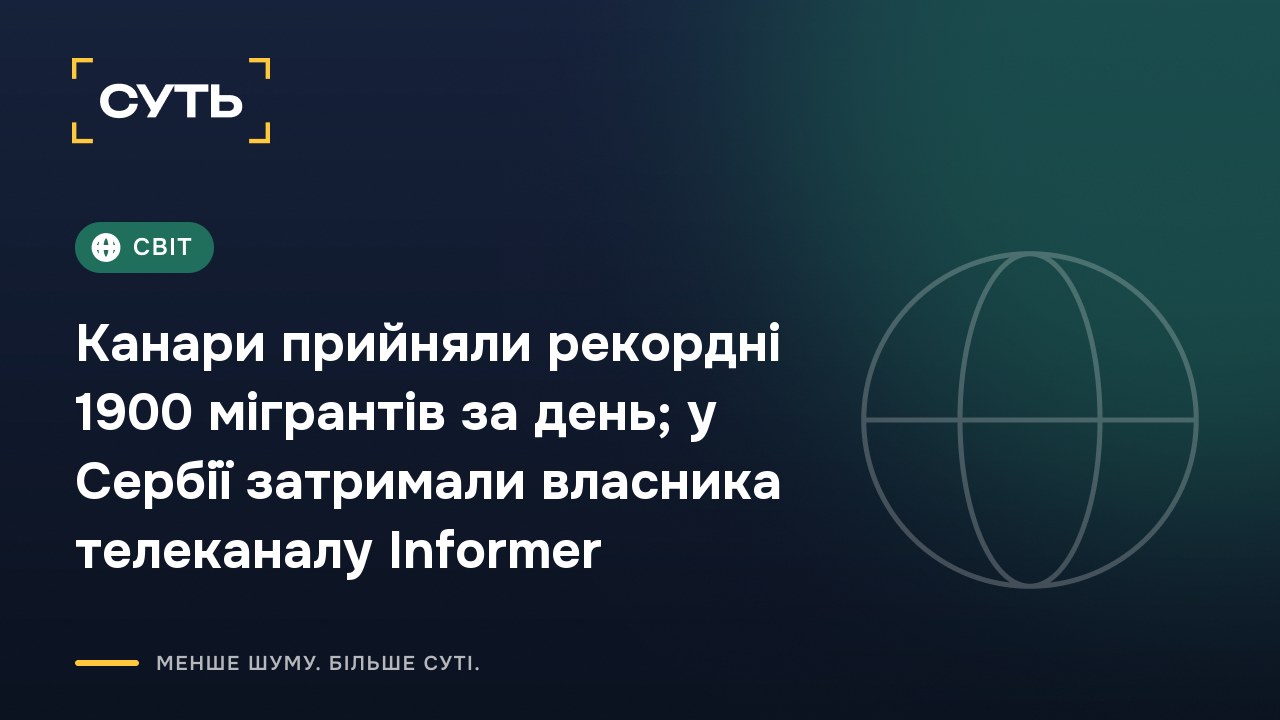 СУТЬ
СВІТ
Канари прийняли рекордні
1900 мігрантів за день; у
Сербії затримали власника
телеканалу Informer
МЕНШЕ ШУМУ. БІЛЬШЕ СУТІ.